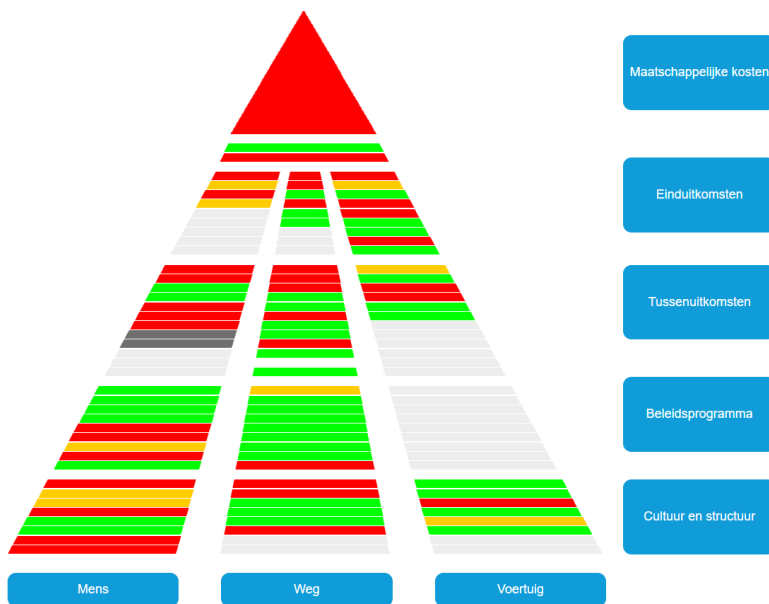 Maatschappelijke kosten
Einduitkomsten
Tussenuitkomsten
Beleidsprogramma
Cultuur en structuur
Mens
Weg
Voertuig